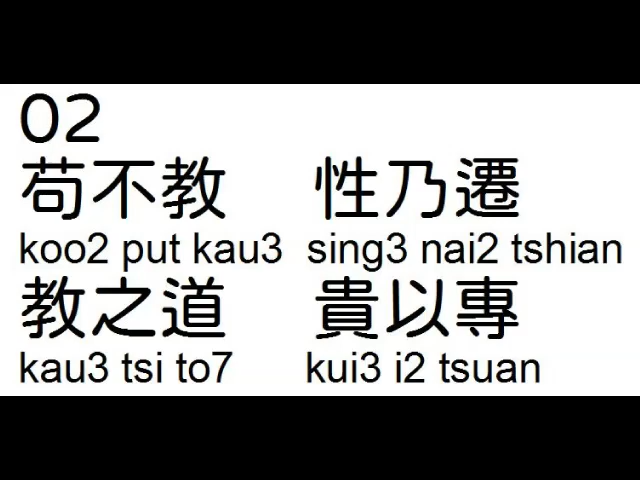 02
苟不教 性乃遷
koo2 put kau3 sing3 nai2 tshian
教之道 貴以專
kau3 tsi to7 kui3 i2 tsuan